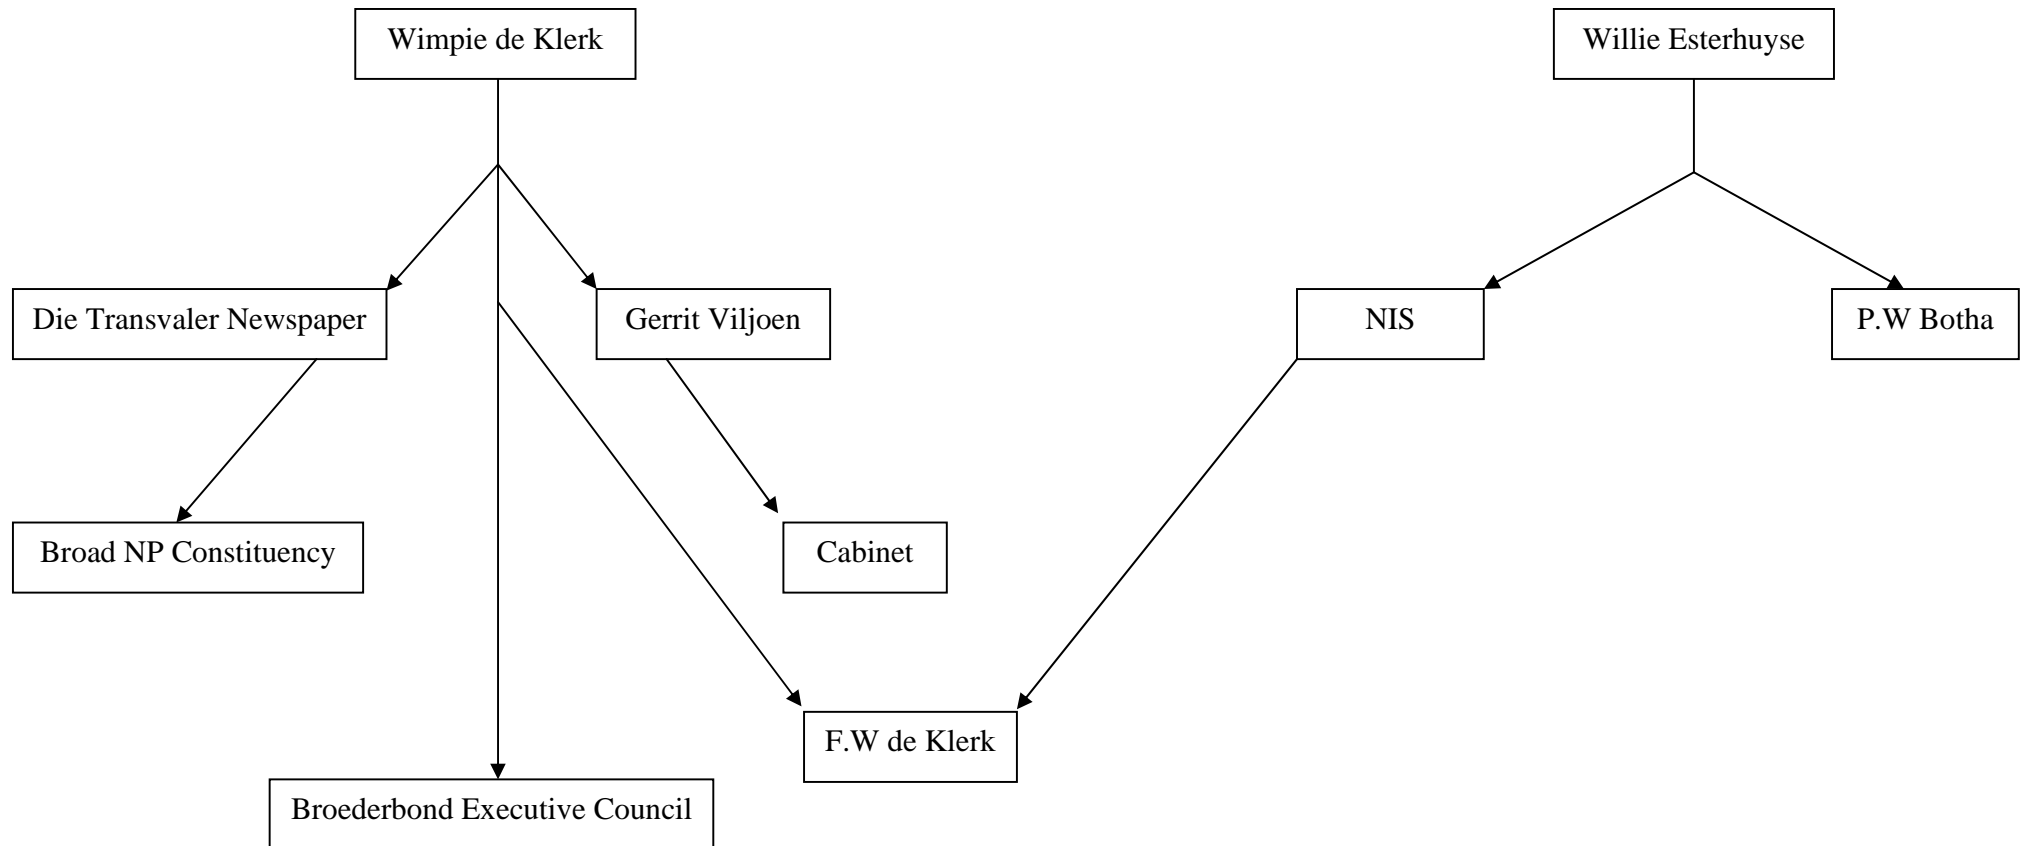 Wimpie de Klerk
Willie Esterhuyse
Die Transvaler Newspaper
Gerrit Viljoen
NIS
P.W Botha
Broad NP Constituency
Cabinet
F.W de Klerk
Broederbond Executive Council